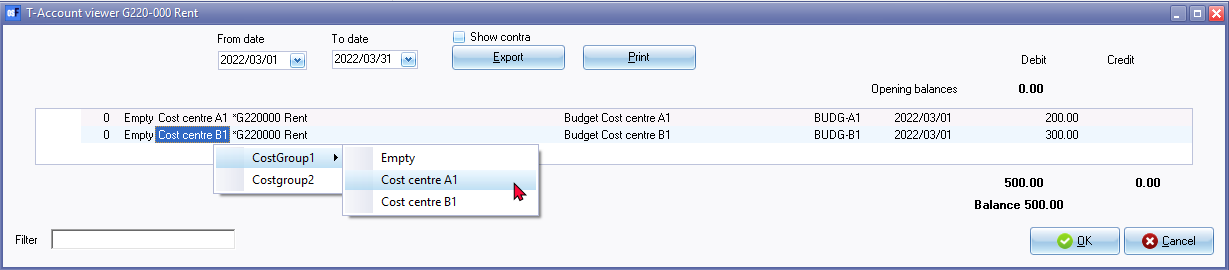 T-Account viewer G220-000 Rent
From date To date Show contra
2022/03/01 2022/03/31 Export Print Debit Credit
Opening balances 0.00
0 Empty Cost centre A1 *G220000 Rent Budget Cost centre A1 BUDG-A1 2022/03/01 200.00
0 Empty Cost centre B1 *G220000 Rent Budget Cost centre B1 BUDG-B1 2022/03/01 300.00
CostGroup1 Empty
Costgroup2 Cost centre A1
Cost centre B1
500.00 0.00
Balance 500.00
Filter OK Cancel